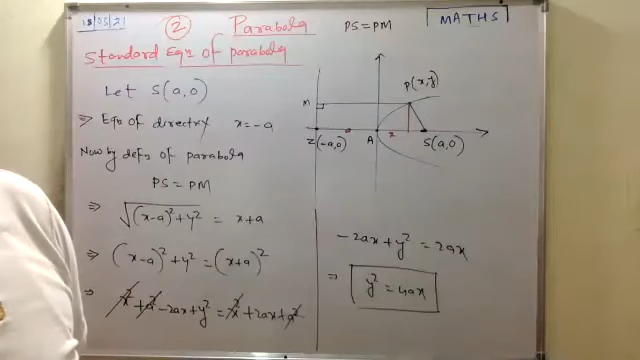 18/03/21
② Parabola
PS=PM
MATHS
Standard Eqn of parabola
Let S(a,0)
⇒ Eqn of directry x=-a
Now by defn of parabola
PS = PM
⇒ √(x-a)²+y² = x+a
⇒ (x-a)²+y² = (x+a)²
⇒ x²+a²-2ax+y² = x²+2ax+a²
P(x,y)
M
Z(-a,0)
A
x
S(a,0)
-2ax+y² = 2ax
⇒ y² = 4ax